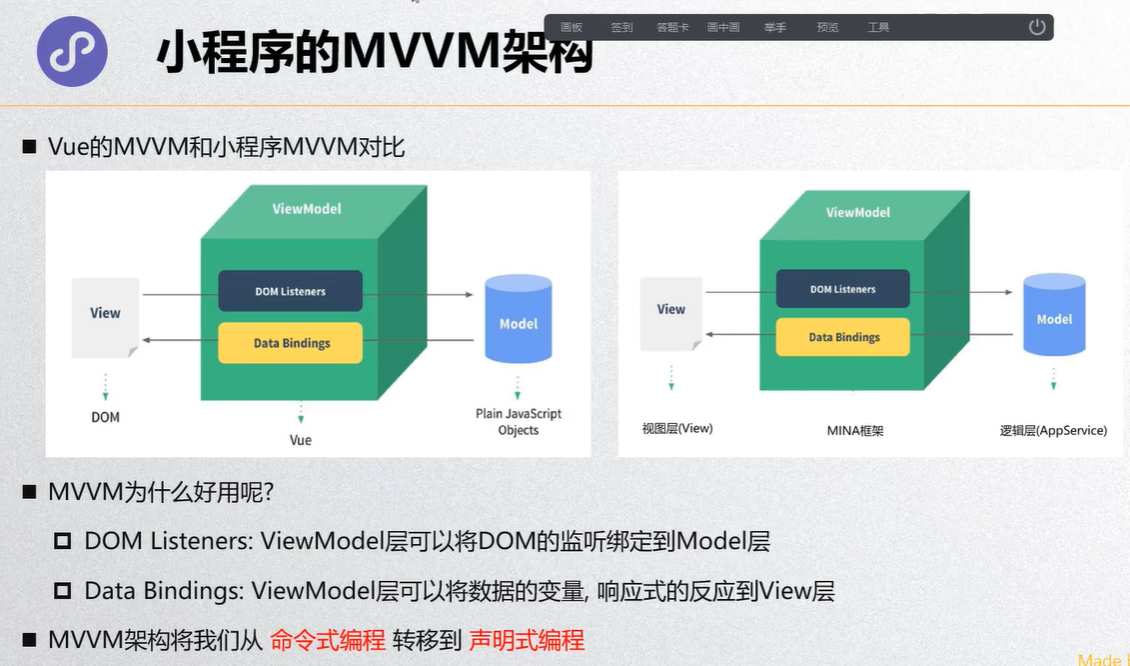 画板 签到 答题卡 画中画 举手 预览 工具
小程序的MVVM架构
Vue的MVVM和小程序MVVM对比
ViewModel
DOM Listeners
View
Data Bindings
Model
DOM
Vue
Plain JavaScript
Objects
ViewModel
DOM Listeners
View
Data Bindings
Model
视图层(View)
MINA框架
逻辑层(AppService)
MVVM为什么好用呢?
DOM Listeners: ViewModel层可以将DOM的监听绑定到Model层
Data Bindings: ViewModel层可以将数据的变量, 响应式的反应到View层
MVVM架构将我们从 命令式编程 转移到 声明式编程
Made